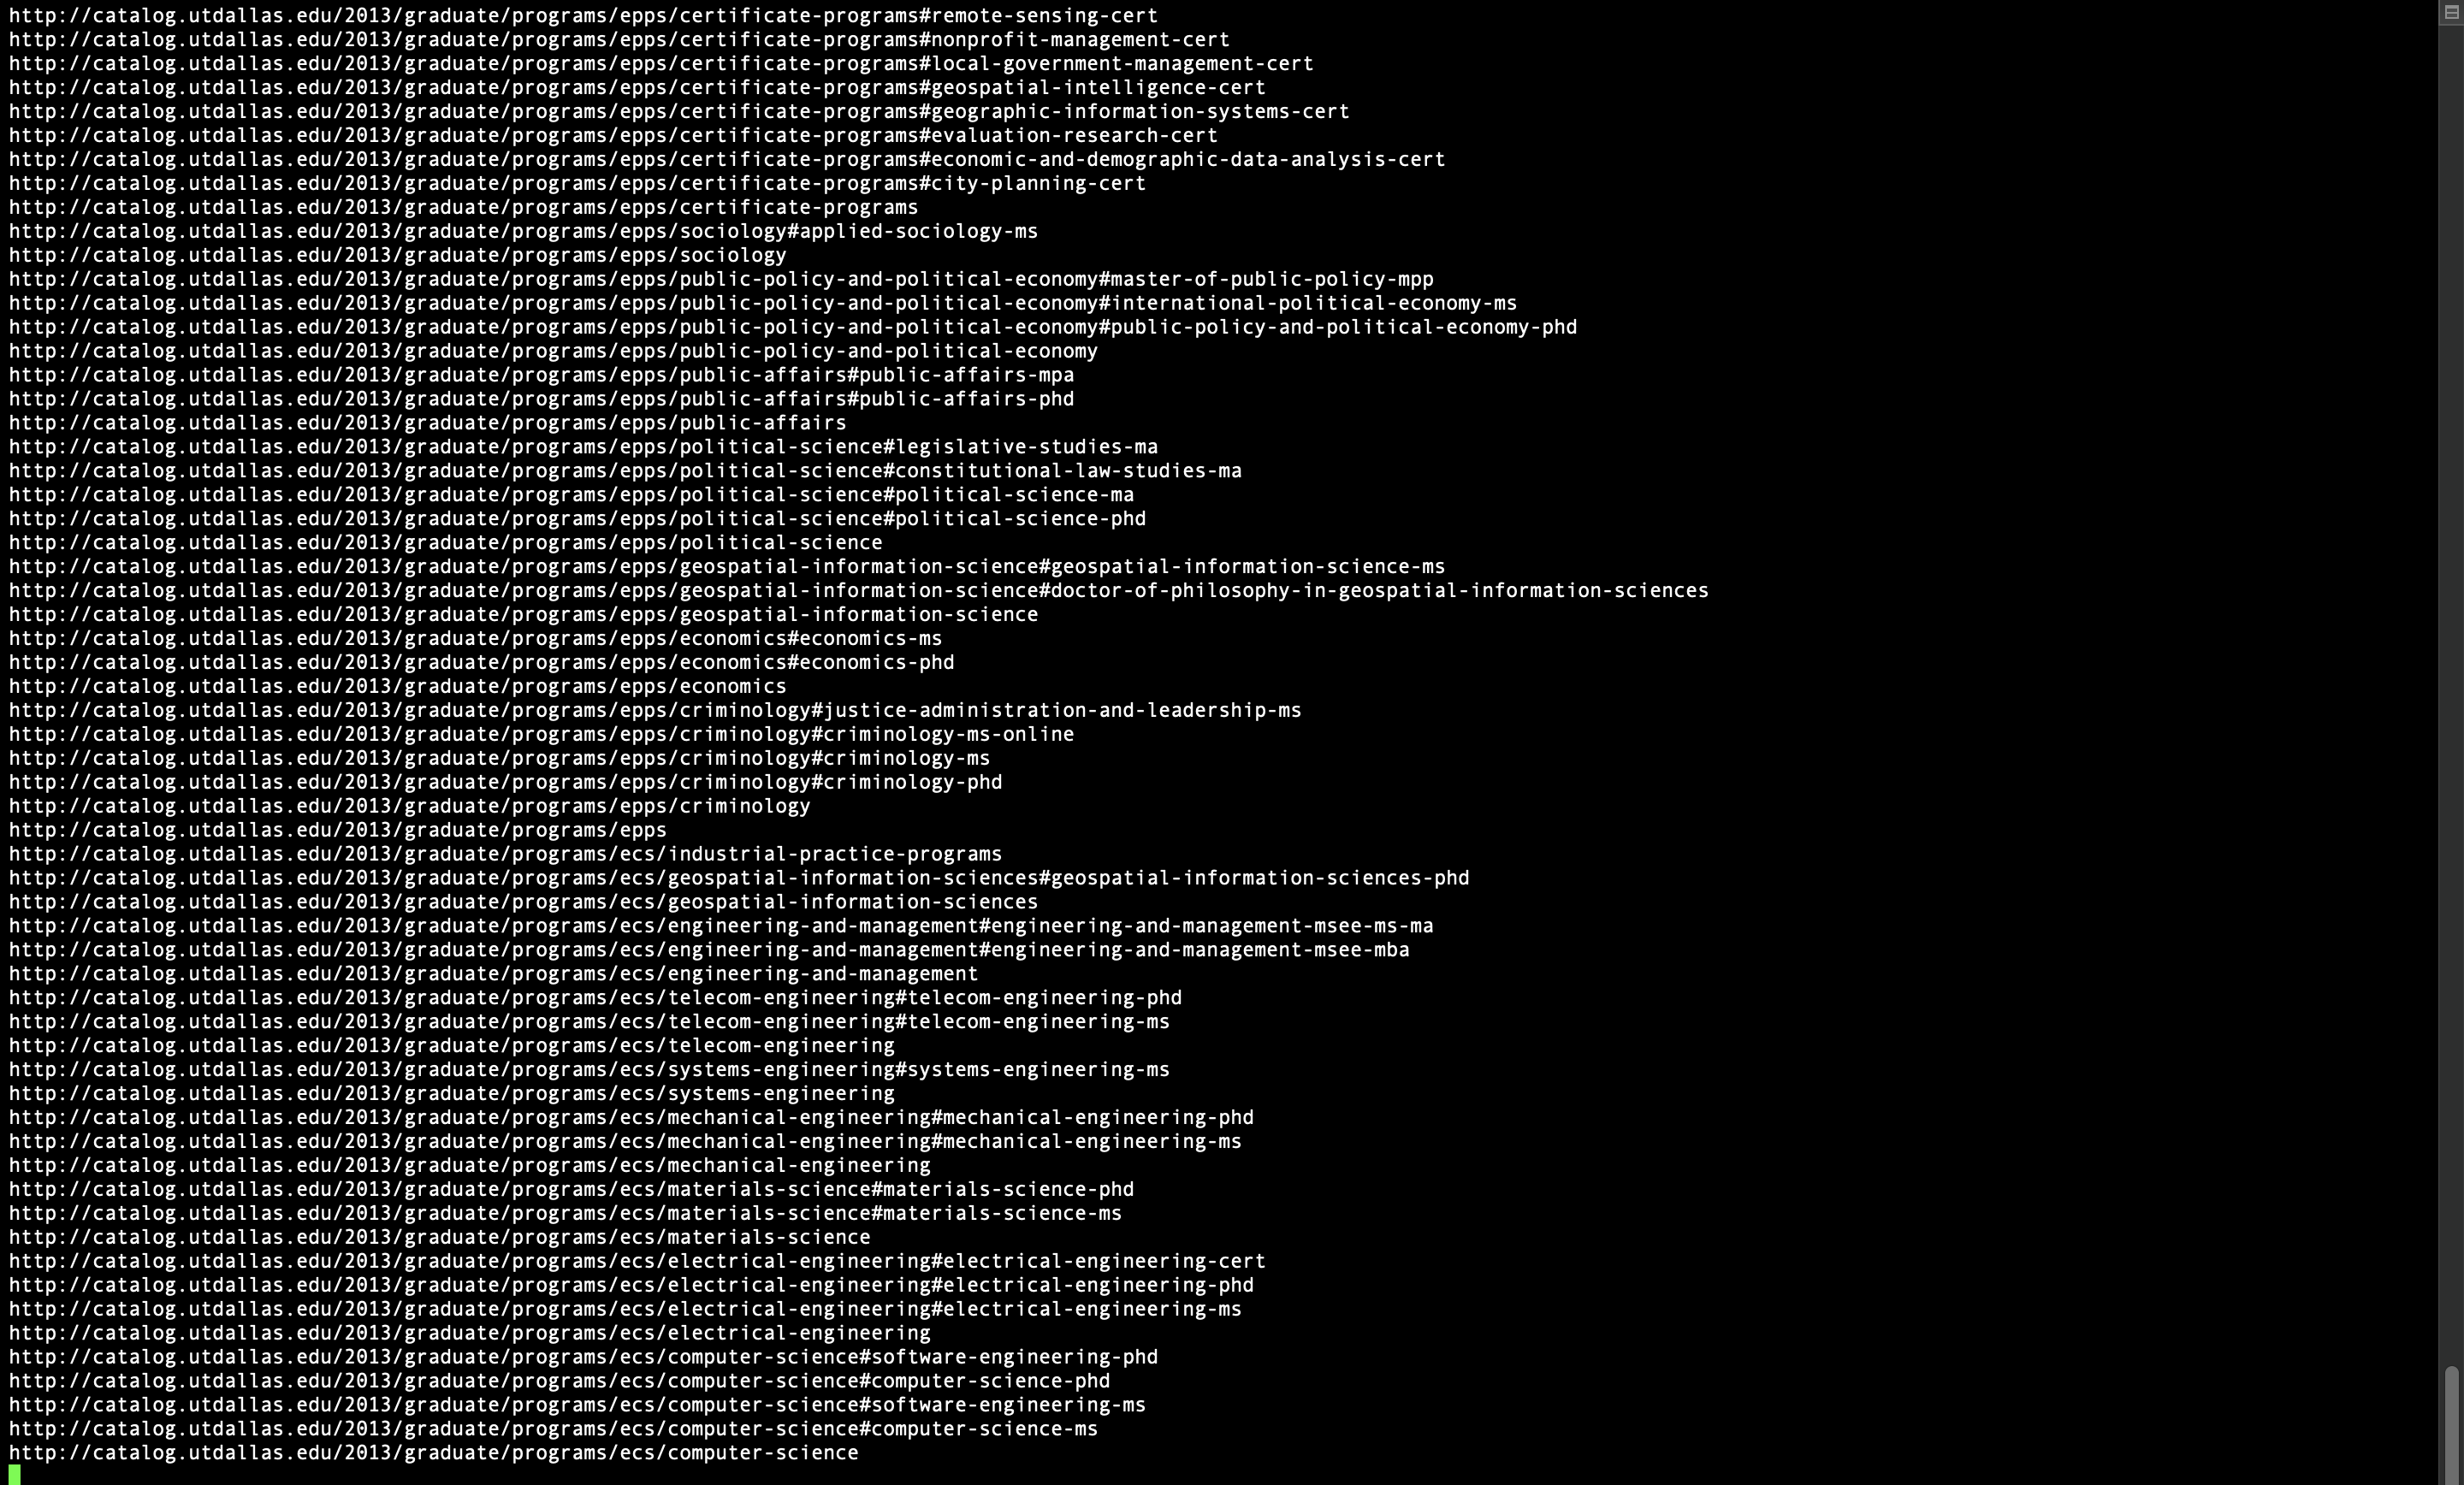 http://catalog.utdallas.edu/2013/graduate/programs/epps/certificate-programs#remote-sensing-cert
http://catalog.utdallas.edu/2013/graduate/programs/epps/certificate-programs#nonprofit-management-cert
http://catalog.utdallas.edu/2013/graduate/programs/epps/certificate-programs#local-government-management-cert
http://catalog.utdallas.edu/2013/graduate/programs/epps/certificate-programs#geospatial-intelligence-cert
http://catalog.utdallas.edu/2013/graduate/programs/epps/certificate-programs#geographic-information-systems-cert
http://catalog.utdallas.edu/2013/graduate/programs/epps/certificate-programs#evaluation-research-cert
http://catalog.utdallas.edu/2013/graduate/programs/epps/certificate-programs#economic-and-demographic-data-analysis-cert
http://catalog.utdallas.edu/2013/graduate/programs/epps/certificate-programs#city-planning-cert
http://catalog.utdallas.edu/2013/graduate/programs/epps/certificate-programs
http://catalog.utdallas.edu/2013/graduate/programs/epps/sociology#applied-sociology-ms
http://catalog.utdallas.edu/2013/graduate/programs/epps/sociology
http://catalog.utdallas.edu/2013/graduate/programs/epps/public-policy-and-political-economy#master-of-public-policy-mpp
http://catalog.utdallas.edu/2013/graduate/programs/epps/public-policy-and-political-economy#international-political-economy-ms
http://catalog.utdallas.edu/2013/graduate/programs/epps/public-policy-and-political-economy#public-policy-and-political-economy-phd
http://catalog.utdallas.edu/2013/graduate/programs/epps/public-policy-and-political-economy
http://catalog.utdallas.edu/2013/graduate/programs/epps/public-affairs#public-affairs-mpa
http://catalog.utdallas.edu/2013/graduate/programs/epps/public-affairs#public-affairs-phd
http://catalog.utdallas.edu/2013/graduate/programs/epps/public-affairs
http://catalog.utdallas.edu/2013/graduate/programs/epps/political-science#legislative-studies-ma
http://catalog.utdallas.edu/2013/graduate/programs/epps/political-science#constitutional-law-studies-ma
http://catalog.utdallas.edu/2013/graduate/programs/epps/political-science#political-science-ma
http://catalog.utdallas.edu/2013/graduate/programs/epps/political-science#political-science-phd
http://catalog.utdallas.edu/2013/graduate/programs/epps/political-science
http://catalog.utdallas.edu/2013/graduate/programs/epps/geospatial-information-science#geospatial-information-science-ms
http://catalog.utdallas.edu/2013/graduate/programs/epps/geospatial-information-science#doctor-of-philosophy-in-geospatial-information-sciences
http://catalog.utdallas.edu/2013/graduate/programs/epps/geospatial-information-science
http://catalog.utdallas.edu/2013/graduate/programs/epps/economics#economics-ms
http://catalog.utdallas.edu/2013/graduate/programs/epps/economics#economics-phd
http://catalog.utdallas.edu/2013/graduate/programs/epps/economics
http://catalog.utdallas.edu/2013/graduate/programs/epps/criminology#justice-administration-and-leadership-ms
http://catalog.utdallas.edu/2013/graduate/programs/epps/criminology#criminology-ms-online
http://catalog.utdallas.edu/2013/graduate/programs/epps/criminology#criminology-ms
http://catalog.utdallas.edu/2013/graduate/programs/epps/criminology#criminology-phd
http://catalog.utdallas.edu/2013/graduate/programs/epps/criminology
http://catalog.utdallas.edu/2013/graduate/programs/epps
http://catalog.utdallas.edu/2013/graduate/programs/ecs/industrial-practice-programs
http://catalog.utdallas.edu/2013/graduate/programs/ecs/geospatial-information-sciences#geospatial-information-sciences-phd
http://catalog.utdallas.edu/2013/graduate/programs/ecs/geospatial-information-sciences
http://catalog.utdallas.edu/2013/graduate/programs/ecs/engineering-and-management#engineering-and-management-msee-ms-ma
http://catalog.utdallas.edu/2013/graduate/programs/ecs/engineering-and-management#engineering-and-management-msee-mba
http://catalog.utdallas.edu/2013/graduate/programs/ecs/engineering-and-management
http://catalog.utdallas.edu/2013/graduate/programs/ecs/telecom-engineering#telecom-engineering-phd
http://catalog.utdallas.edu/2013/graduate/programs/ecs/telecom-engineering#telecom-engineering-ms
http://catalog.utdallas.edu/2013/graduate/programs/ecs/telecom-engineering
http://catalog.utdallas.edu/2013/graduate/programs/ecs/systems-engineering#systems-engineering-ms
http://catalog.utdallas.edu/2013/graduate/programs/ecs/systems-engineering
http://catalog.utdallas.edu/2013/graduate/programs/ecs/mechanical-engineering#mechanical-engineering-phd
http://catalog.utdallas.edu/2013/graduate/programs/ecs/mechanical-engineering#mechanical-engineering-ms
http://catalog.utdallas.edu/2013/graduate/programs/ecs/mechanical-engineering
http://catalog.utdallas.edu/2013/graduate/programs/ecs/materials-science#materials-science-phd
http://catalog.utdallas.edu/2013/graduate/programs/ecs/materials-science#materials-science-ms
http://catalog.utdallas.edu/2013/graduate/programs/ecs/materials-science
http://catalog.utdallas.edu/2013/graduate/programs/ecs/electrical-engineering#electrical-engineering-cert
http://catalog.utdallas.edu/2013/graduate/programs/ecs/electrical-engineering#electrical-engineering-phd
http://catalog.utdallas.edu/2013/graduate/programs/ecs/electrical-engineering#electrical-engineering-ms
http://catalog.utdallas.edu/2013/graduate/programs/ecs/electrical-engineering
http://catalog.utdallas.edu/2013/graduate/programs/ecs/computer-science#software-engineering-phd
http://catalog.utdallas.edu/2013/graduate/programs/ecs/computer-science#computer-science-phd
http://catalog.utdallas.edu/2013/graduate/programs/ecs/computer-science#software-engineering-ms
http://catalog.utdallas.edu/2013/graduate/programs/ecs/computer-science#computer-science-ms
http://catalog.utdallas.edu/2013/graduate/programs/ecs/computer-science